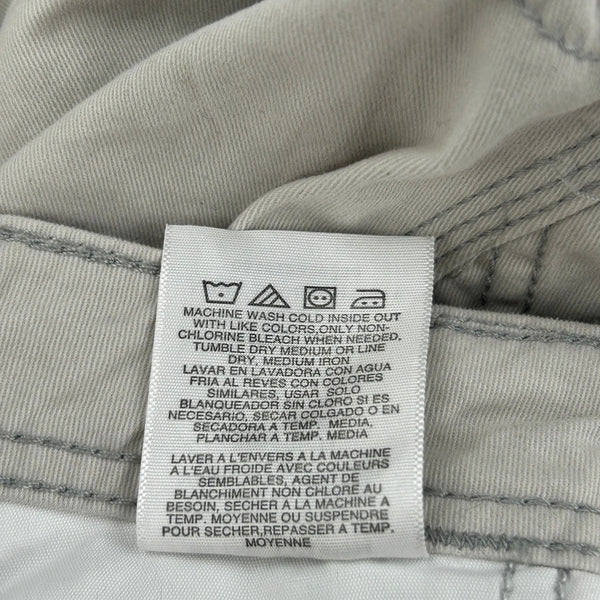 MACHINE WASH COLD INSIDE OUT
WITH LIKE COLORS,ONLY NON-
CHLORINE BLEACH WHEN NEEDED.
TUMBLE DRY MEDIUM OR LINE
DRY, MEDIUM IRON
LAVAR EN LAVADORA CON AGUA
FRIA AL REVES CON COLORES
SIMILARES, USAR SOLO
BLANQUEADOR SIN CLORO SI ES
NECESARIO, SECAR COLGADO O EN
SECADORA A TEMP. MEDIA,
PLANCHAR A TEMP. MEDIA
LAVER A L'ENVERS A LA MACHINE
A L'EAU FROIDE AVEC COULEURS
SEMBLABLES, AGENT DE
BLANCHIMENT NON CHLORE AU
BESOIN, SECHER A LA MACHINE A
TEMP. MOYENNE OU SUSPENDRE
POUR SECHER,REPASSER A TEMP.
MOYENNE